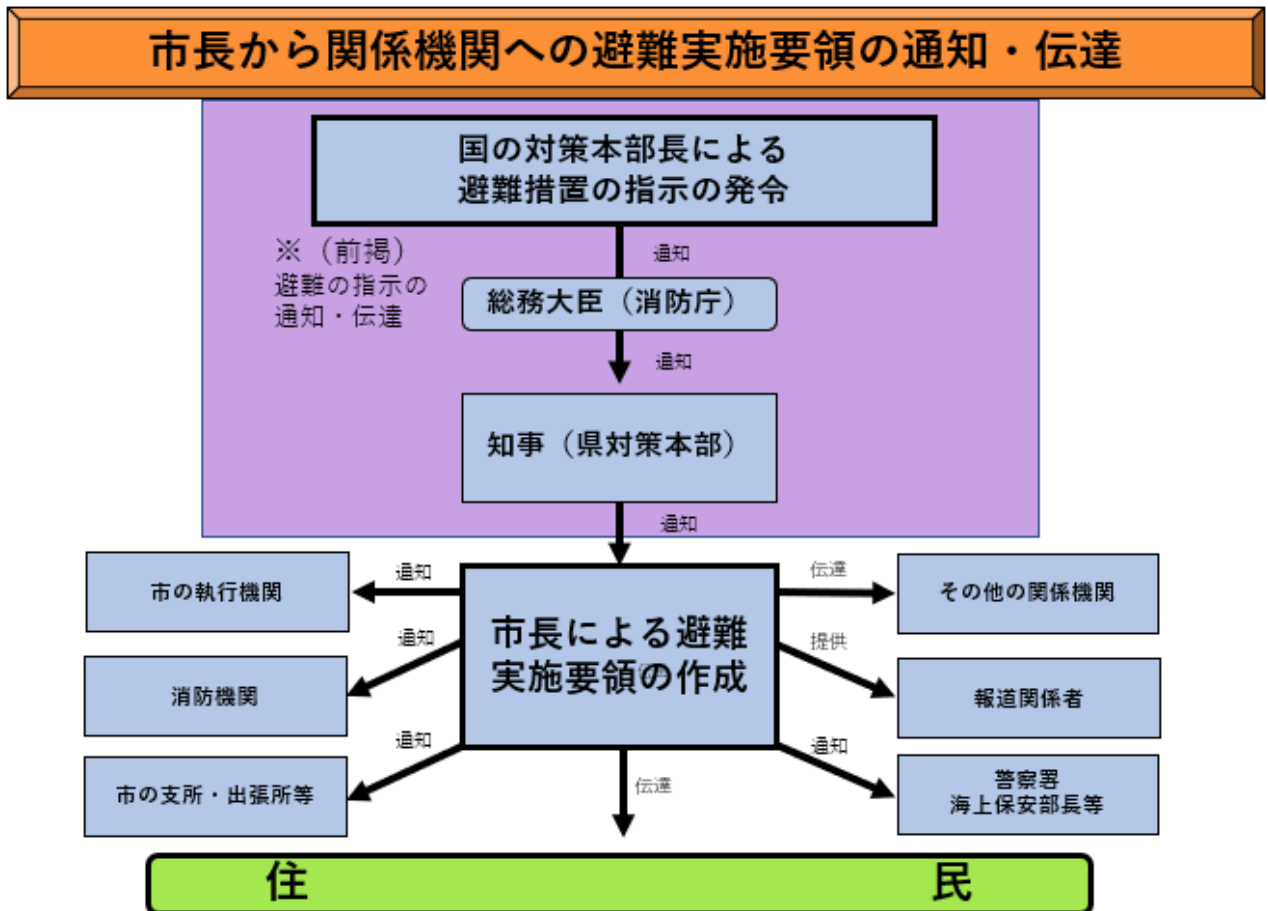 市長から関係機関への避難実施要領の通知・伝達
国の対策本部長による
避難措置の指示の発令
※（前掲）
避難の指示の
通知・伝達
通知
総務大臣（消防庁）
通知
知事（県対策本部）
通知
市の執行機関
通知
伝達
その他の関係機関
市長による避難
実施要領の作成
通知
提供
消防機関
報道関係者
通知
通知
市の支所・出張所等
伝達
警察署
海上保安部長等
住 民